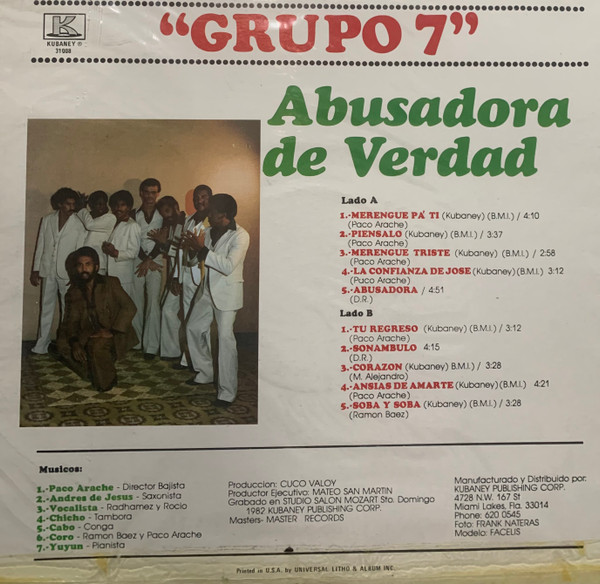 K
KUBANEY ®
71008
“GRUPO 7”
Abusadora
de Verdad
Lado A
1.-MERENGUE PA´ TI (Kubaney) (B.M.I.) / 4:10
(Paco Arache)
2.-PIENSALO (Kubaney) (B.M.I.) / 3:37
(Paco Arache)
3.-MERENGUE TRISTE (Kubaney) (B.M.I.) / 2:58
(Paco Arache)
4.-LA CONFIANZA DE JOSE (Kubaney) (B.M.I.) 3:12
(Paco Arache)
5.-ABUSADORA / 4:51
(D.R.)
Lado B
1.-TU REGRESO (Kubaney) (B.M.I.) / 3:12
(Paco Arache)
2.-SONAMBULO 4:15
(D.R.)
3.-CORAZON (Kubaney) B.M.I.) / 3:28
(M. Alejandro)
4.-ANSIAS DE AMARTE (Kubaney) (B.M.I.) 4:21
(Paco Arache)
5.-SOBA Y SOBA (Kubaney) (B.M.I.) / 3:28
(Ramon Baez)
Musicos:
1.-Paco Arache - Director Bajista
2.-Andres de Jesus - Saxonista
3.-Vocalista - Radhamez y Rocio
4.-Chicho - Tambora
5.-Cabo - Conga
6.-Coro - Ramon Baez y Paco Arache
7.-Yuyun - Pianista
Produccion: CUCO VALOY
Productor Ejecutivo: MATEO SAN MARTIN
Grabado en STUDIO SALON MOZART Sto. Domingo
1982 KUBANEY PUBLISHING CORP.
Masters- MASTER RECORDS
Manufacturado y Distribuido por:
KUBANEY PUBLISHING CORP.
4728 N.W. 167 St
Miami Lakes, Fla. 33014
Phone: 620 0545
Foto: FRANK NATERAS
Modelo: FACELIS
Printed in U.S.A. by UNIVERSAL LITHO & ALBUM INC.